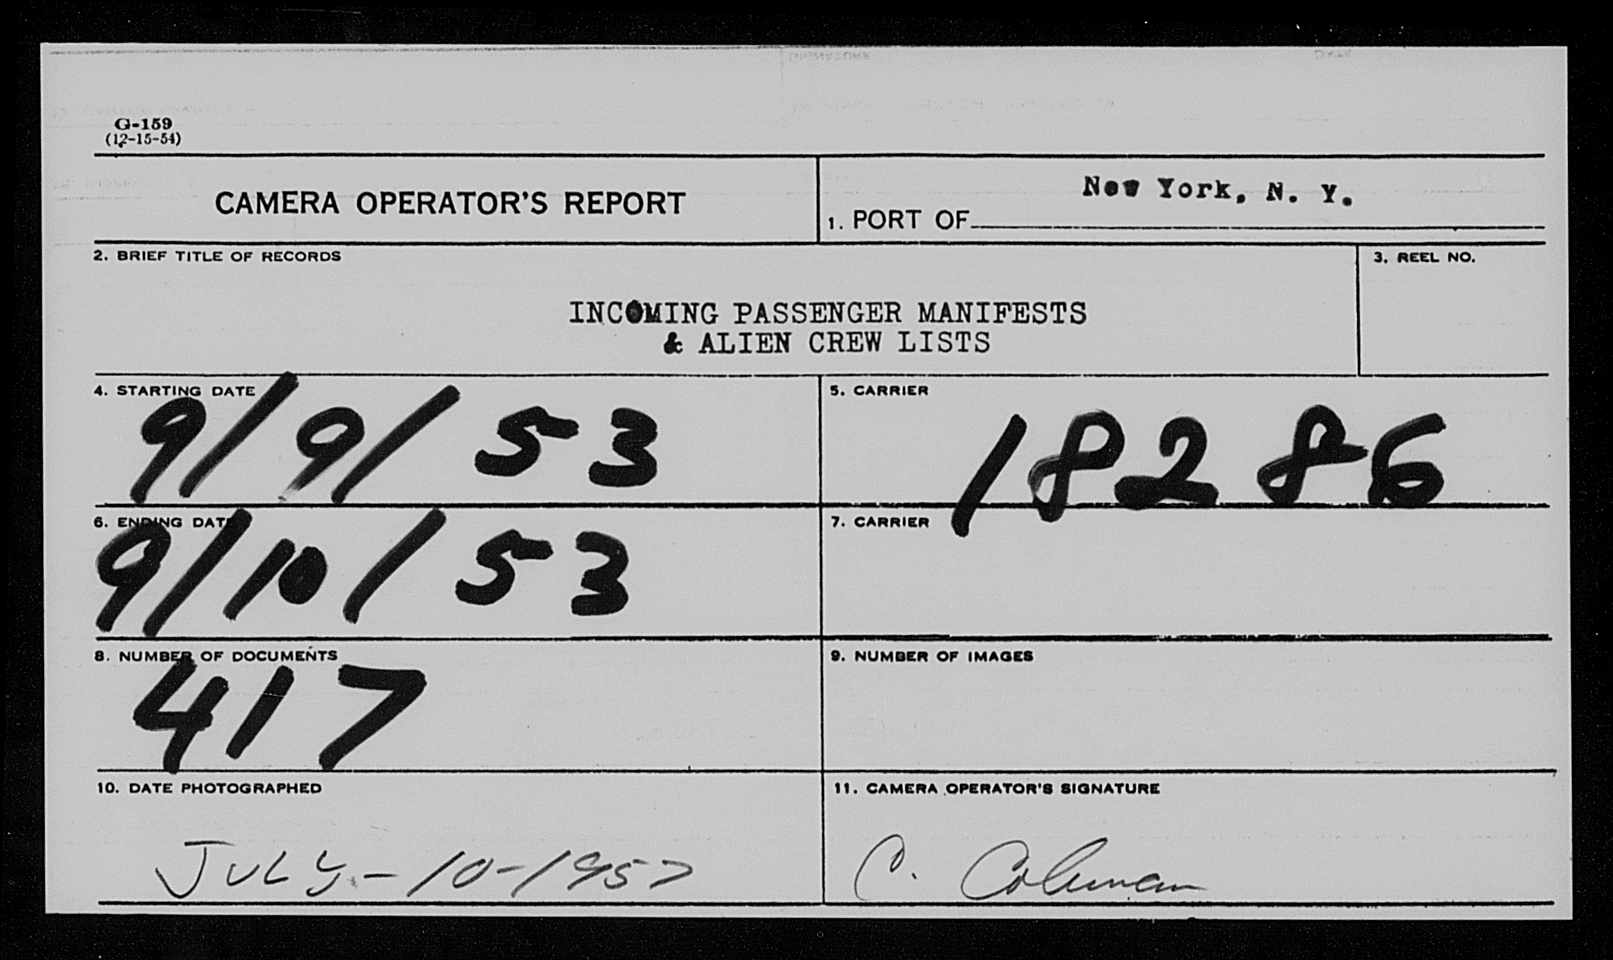 G-159
(12-15-54)
CAMERA OPERATOR'S REPORT
1. PORT OF New York, N. Y.
2. BRIEF TITLE OF RECORDS
3. REEL NO.
INCOMING PASSENGER MANIFESTS
& ALIEN CREW LISTS
4. STARTING DATE
9/9/53
5. CARRIER
18286
6. ENDING DATE
9/10/53
7. CARRIER
8. NUMBER OF DOCUMENTS
417
9. NUMBER OF IMAGES
10. DATE PHOTOGRAPHED
JULY-10-1957
11. CAMERA OPERATOR'S SIGNATURE
C. Coleman